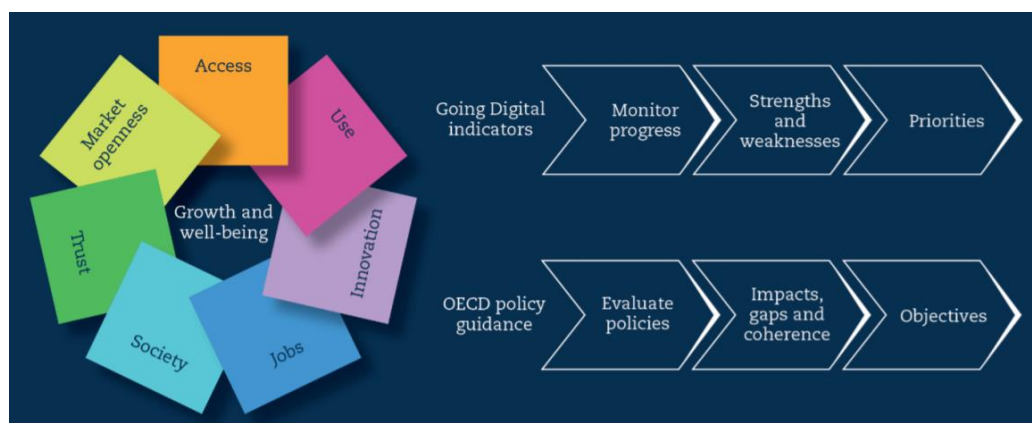 Access
Use
Innovation
Jobs
Society
Trust
Market
openness
Growth and
well-being
Going Digital
indicators
Monitor
progress
Strengths
and
weaknesses
Priorities
OECD policy
guidance
Evaluate
policies
Impacts,
gaps and
coherence
Objectives